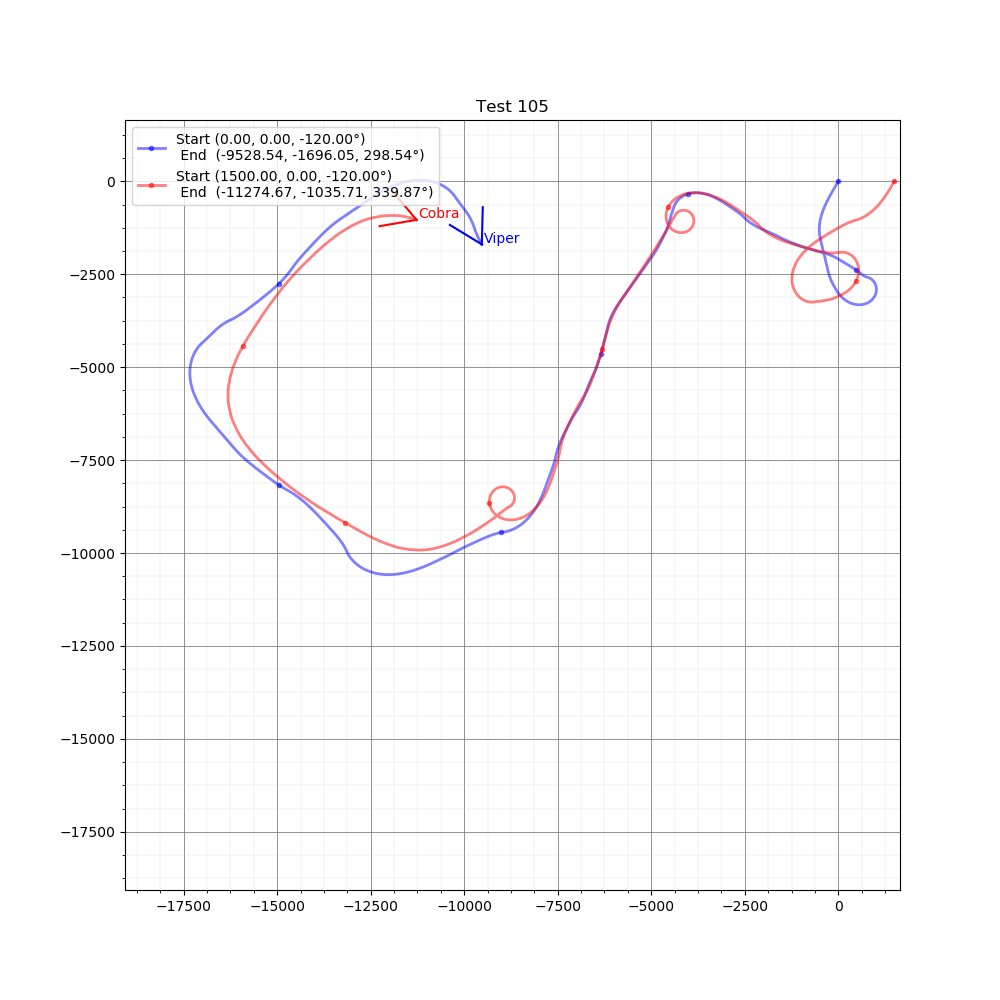 Test 105
Start (0.00, 0.00, -120.00°)
End  (-9528.54, -1696.05, 298.54°)
Start (1500.00, 0.00, -120.00°)
End  (-11274.67, -1035.71, 339.87°)
Cobra
Viper
0
−2500
−5000
−7500
−10000
−12500
−15000
−17500
−17500 −15000 −12500 −10000 −7500 −5000 −2500 0